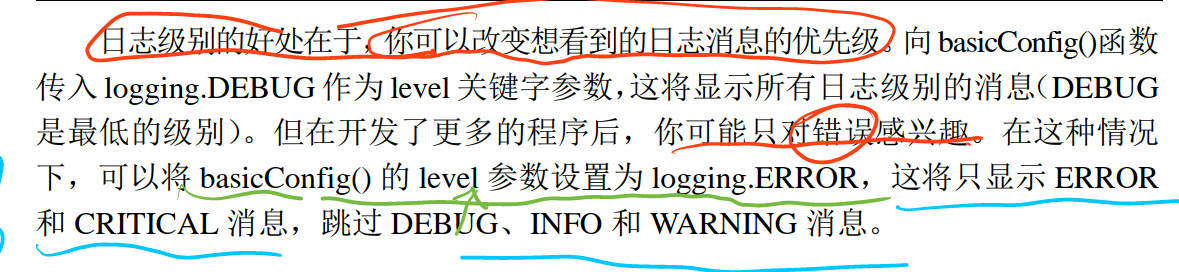 日志级别的好处在于，你可以改变想看到的日志消息的优先级。向 basicConfig()函数
传入 logging.DEBUG 作为 level 关键字参数，这将显示所有日志级别的消息（DEBUG
是最低的级别）。但在开发了更多的程序后，你可能只对错误感兴趣。在这种情况
下，可以将 basicConfig() 的 level 参数设置为 logging.ERROR，这将只显示 ERROR
和 CRITICAL 消息，跳过 DEBUG、INFO 和 WARNING 消息。